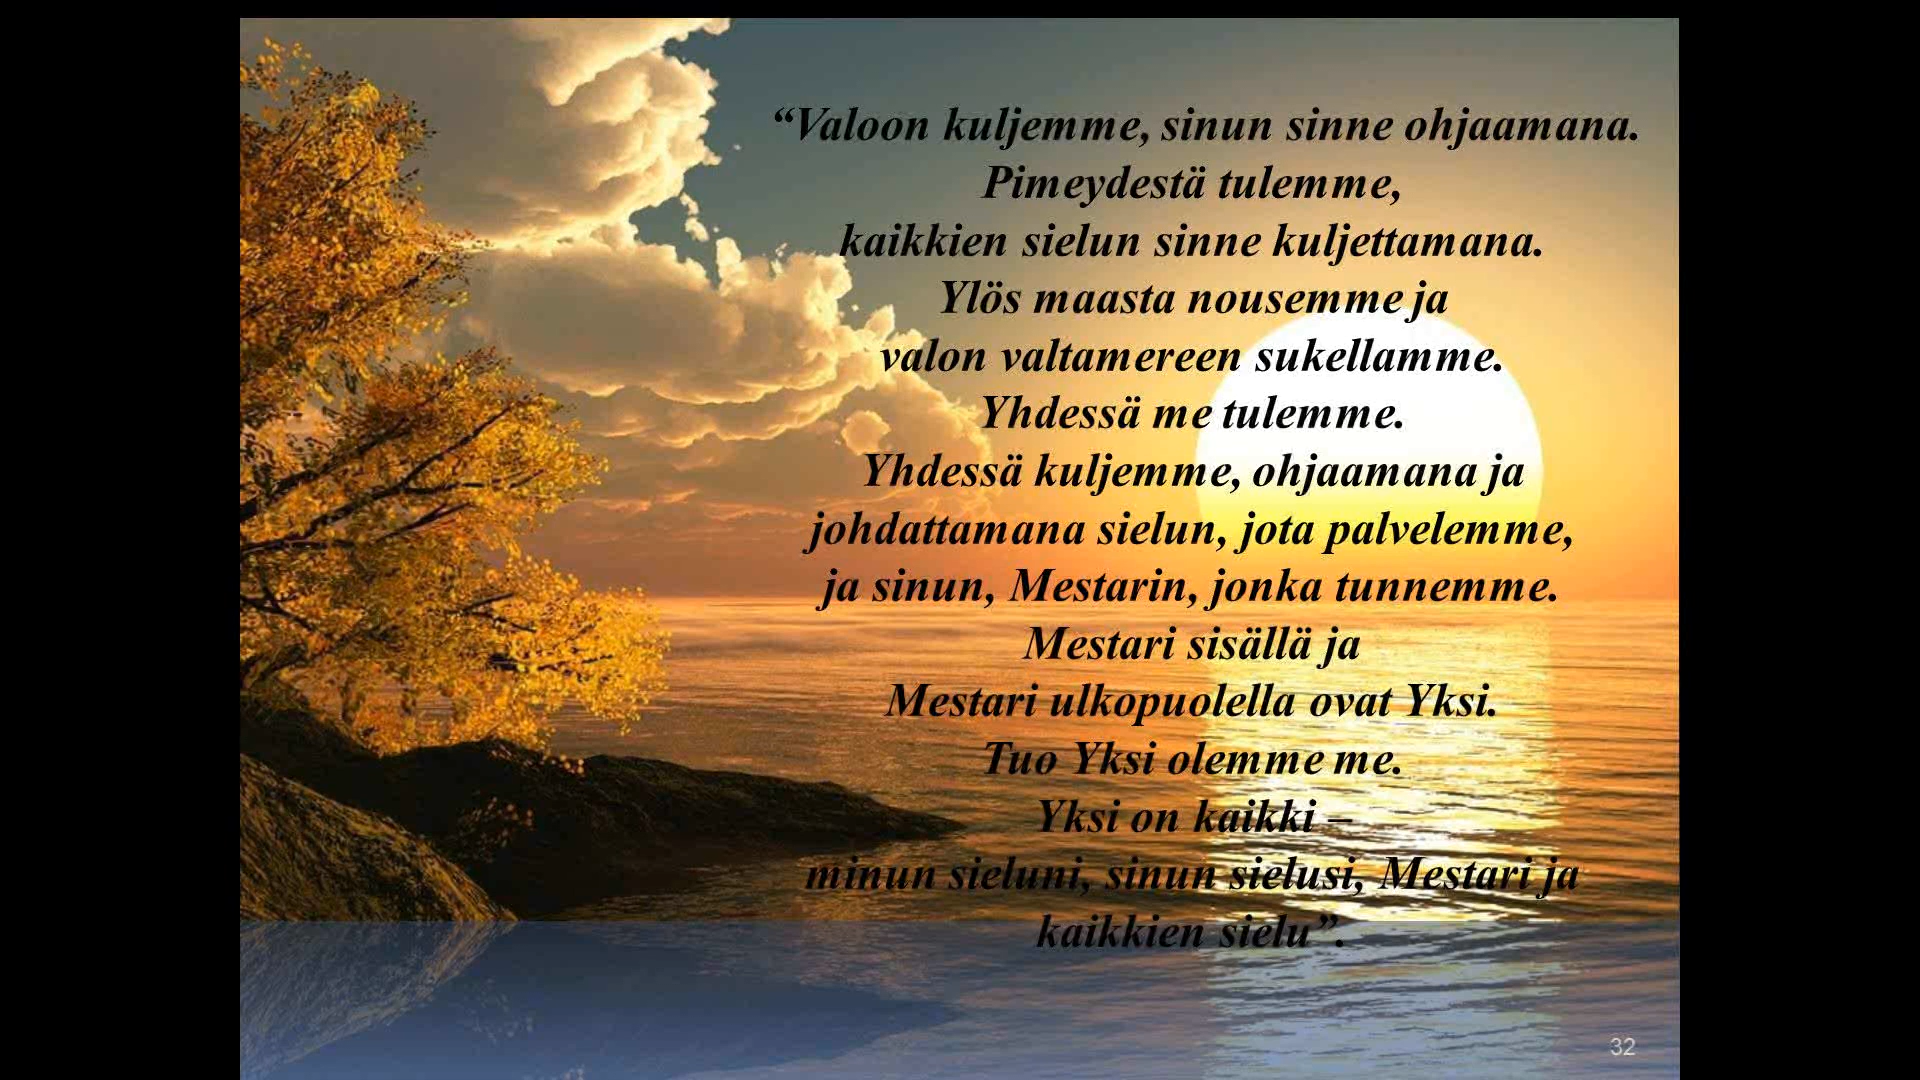 “Valoon kuljemme, sinun sinne ohjaamana.
Pimeydestä tulemme,
kaikkien sielun sinne kuljettamana.
Ylös maasta nousemme ja
valon valtamereen sukellamme.
Yhdessä me tulemme.
Yhdessä kuljemme, ohjaamana ja
johdattamana sielun, jota palvelemme,
ja sinun, Mestarin, jonka tunnemme.
Mestari sisällä ja
Mestari ulkopuolella ovat Yksi.
Tuo Yksi olemme me.
Yksi on kaikki –
minun sieluni, sinun sielusi, Mestari ja
kaikkien sielu”.
32